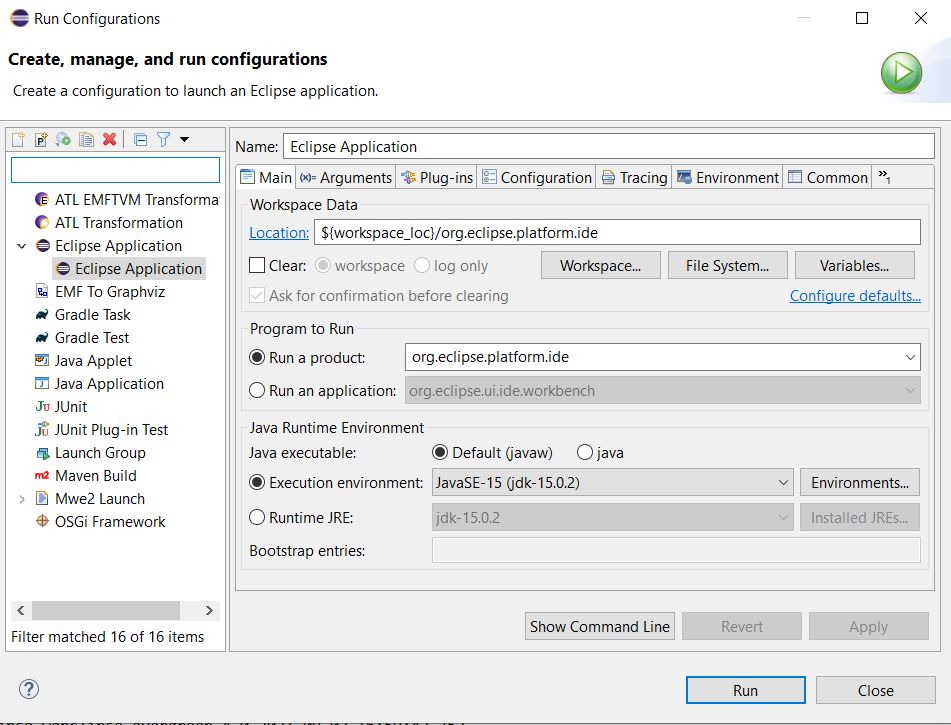 Run Configurations
Create, manage, and run configurations
Create a configuration to launch an Eclipse application.
Name: Eclipse Application
Main (x)= Arguments Plug-ins Configuration Tracing Environment Common »1
ATL EMFTVM Transforma
ATL Transformation
Eclipse Application
Eclipse Application
EMF To Graphviz
Gradle Task
Gradle Test
Java Applet
Java Application
Ju JUnit
JUnit Plug-in Test
Launch Group
m2 Maven Build
Mwe2 Launch
OSGi Framework
Filter matched 16 of 16 items
Workspace Data
Location: ${workspace_loc}/org.eclipse.platform.ide
Clear: workspace log only Workspace... File System... Variables...
Ask for confirmation before clearing Configure defaults...
Program to Run
Run a product: org.eclipse.platform.ide
Run an application: org.eclipse.ui.ide.workbench
Java Runtime Environment
Java executable: Default (javaw) java
Execution environment: JavaSE-15 (jdk-15.0.2) Environments...
Runtime JRE: jdk-15.0.2 Installed JREs...
Bootstrap entries:
Show Command Line Revert Apply
? Run Close